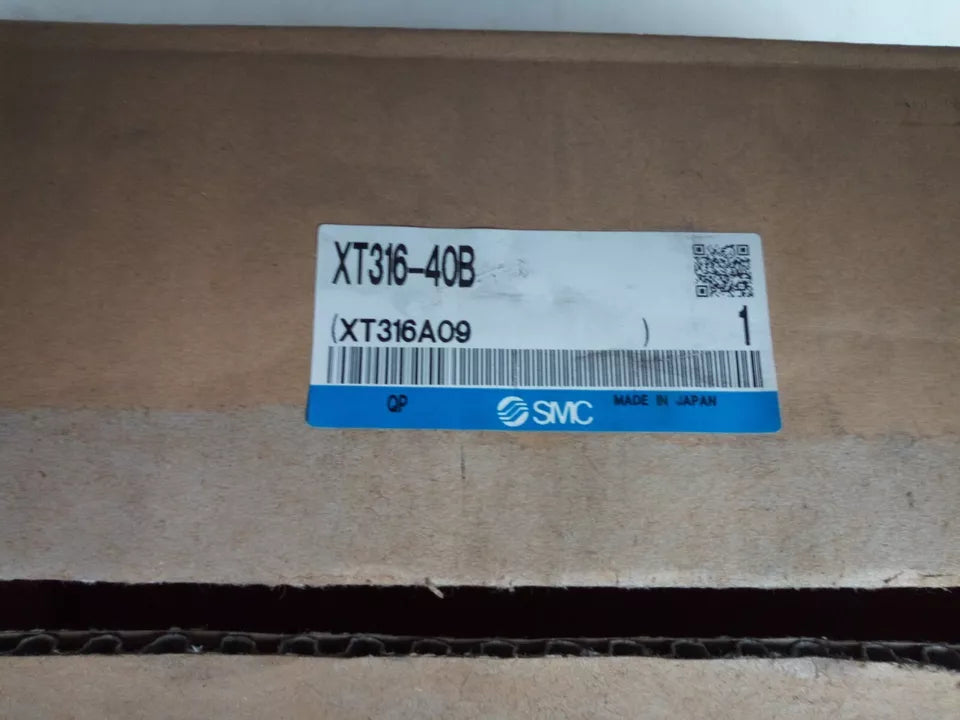 XT316-40B
(XT316A09 ) 1
QP SMC MADE IN JAPAN